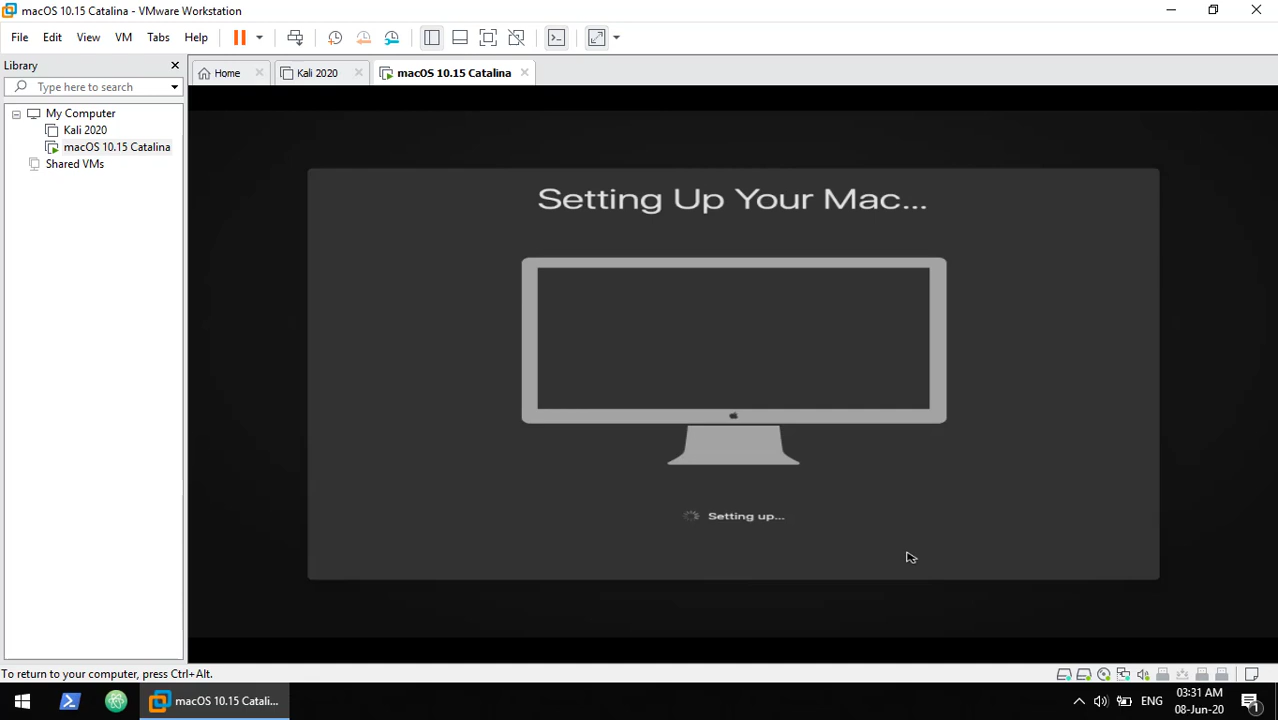 macOS 10.15 Catalina - VMware Workstation
File Edit View VM Tabs Help
Library
Type here to search
My Computer
Kali 2020
macOS 10.15 Catalina
Shared VMs
Home Kali 2020 macOS 10.15 Catalina
Setting Up Your Mac...
Setting up...
To return to your computer, press Ctrl+Alt.
macOS 10.15 Catali...
ENG
03:31 AM
08-Jun-20
1